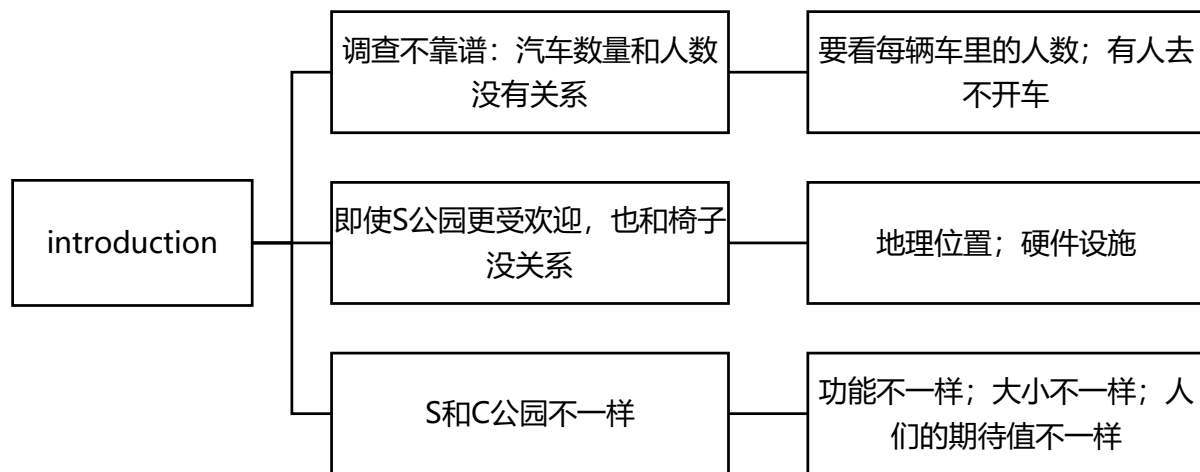 introduction
调查不靠谱：汽车数量和人数
没有关系
要看每辆车里的人数；有人去
不开车
即使S公园更受欢迎，也和椅子
没关系
地理位置；硬件设施
S和C公园不一样
功能不一样；大小不一样；人
们的期待值不一样